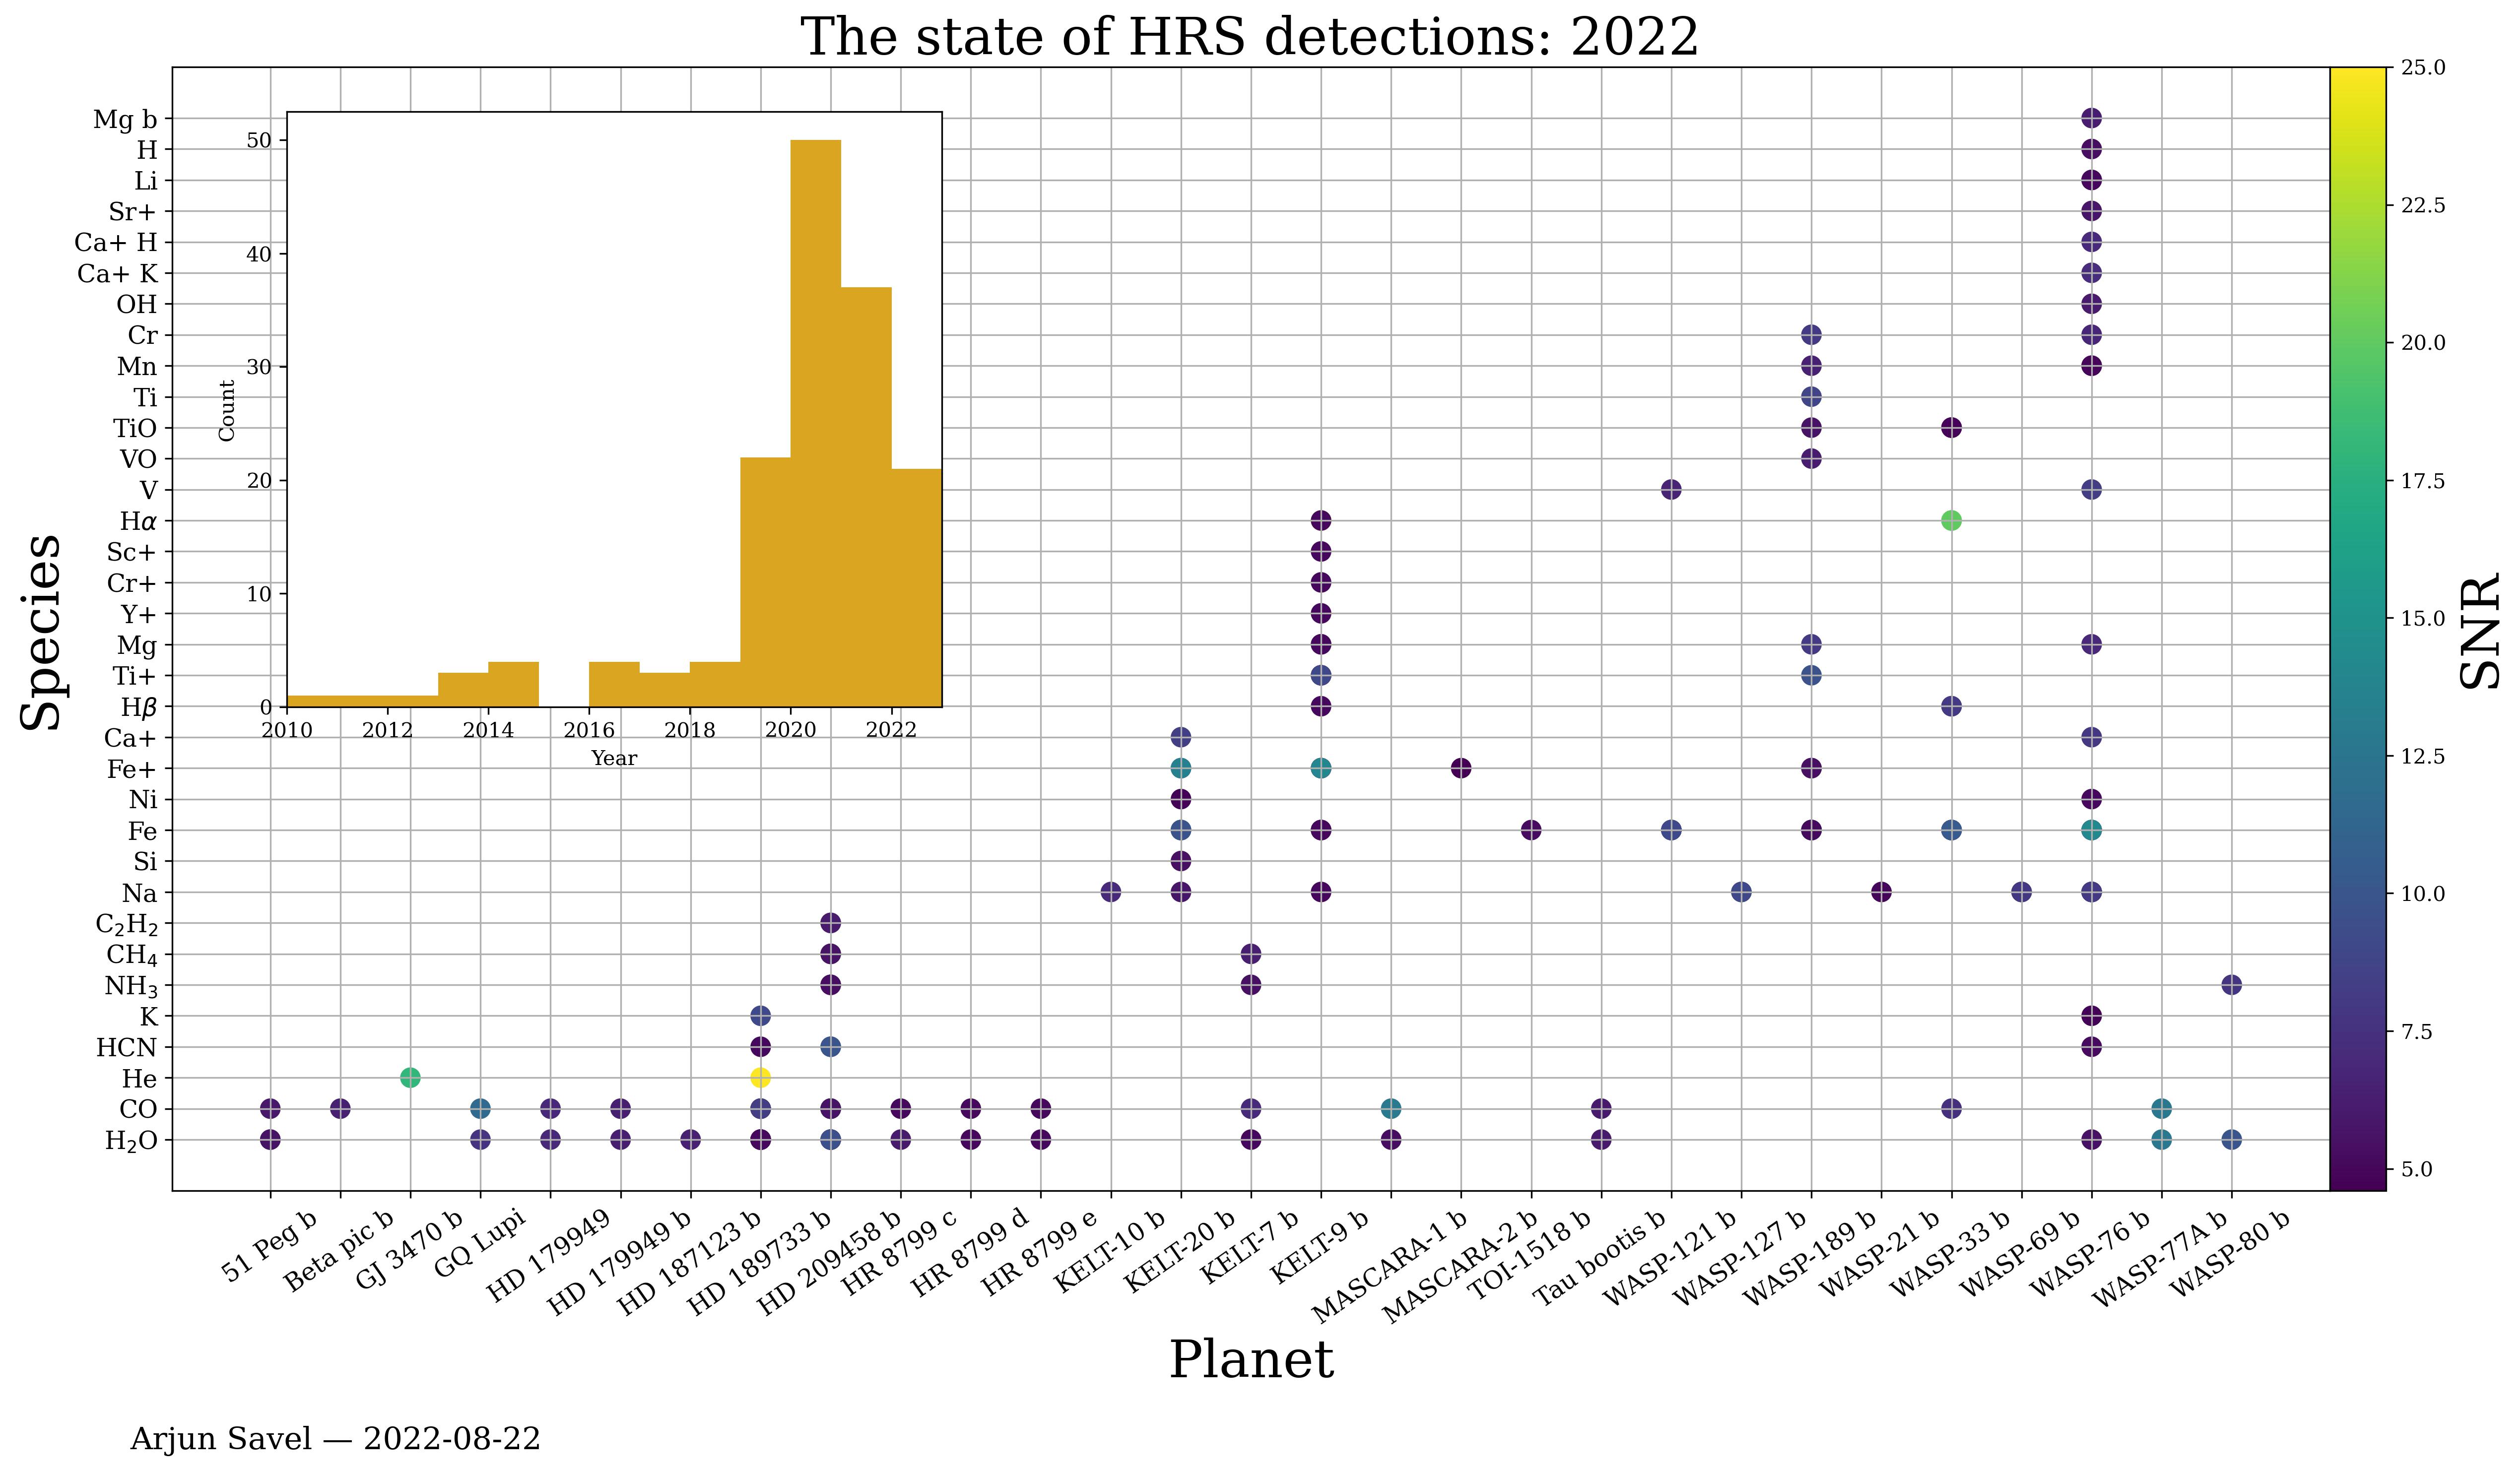 The state of HRS detections: 2022
Species
Mg b
H
Li
Sr+
Ca+ H
Ca+ K
OH
Cr
Mn
Ti
TiO
VO
V
Hα
Sc+
Cr+
Y+
Mg
Ti+
Hβ
Ca+
Fe+
Ni
Fe
Si
Na
C₂H₂
CH₄
NH₃
K
HCN
He
CO
H₂O
Count
50
40
30
20
10
0
2010 2012 2014 2016 2018 2020 2022
Year
25.0
22.5
20.0
17.5
15.0
12.5
10.0
7.5
5.0
SNR
51 Peg b
Beta pic b
GJ 3470 b
GQ Lupi
HD 179949
HD 179949 b
HD 187123 b
HD 189733 b
HD 209458 b
HR 8799 c
HR 8799 d
HR 8799 e
KELT-10 b
KELT-20 b
KELT-7 b
KELT-9 b
MASCARA-1 b
MASCARA-2 b
TOI-1518 b
Tau bootis b
WASP-121 b
WASP-127 b
WASP-189 b
WASP-21 b
WASP-33 b
WASP-69 b
WASP-76 b
WASP-77A b
WASP-80 b
Planet
Arjun Savel — 2022-08-22